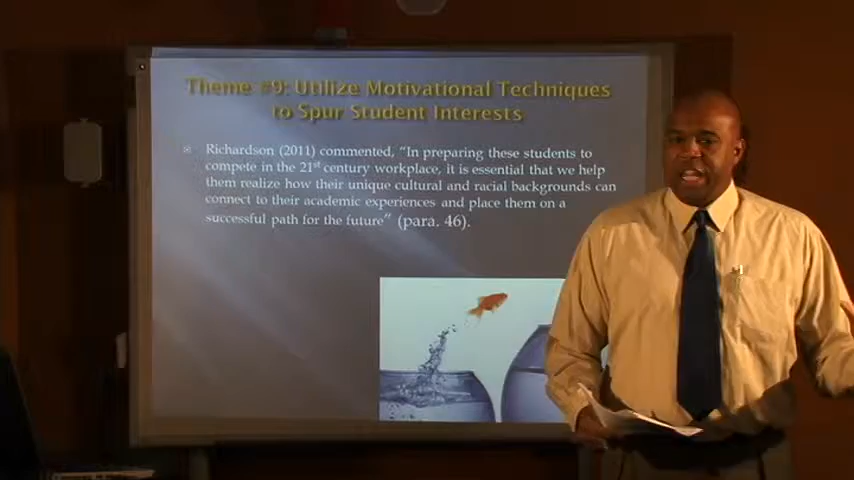 Theme #9: Utilize Motivational Techniques
to Spur Student Interests
Richardson (2011) commented, “In preparing these students to
compete in the 21st century workplace, it is essential that we help
them realize how their unique cultural and racial backgrounds can
connect to their academic experiences and place them on a
successful path for the future” (para. 46).